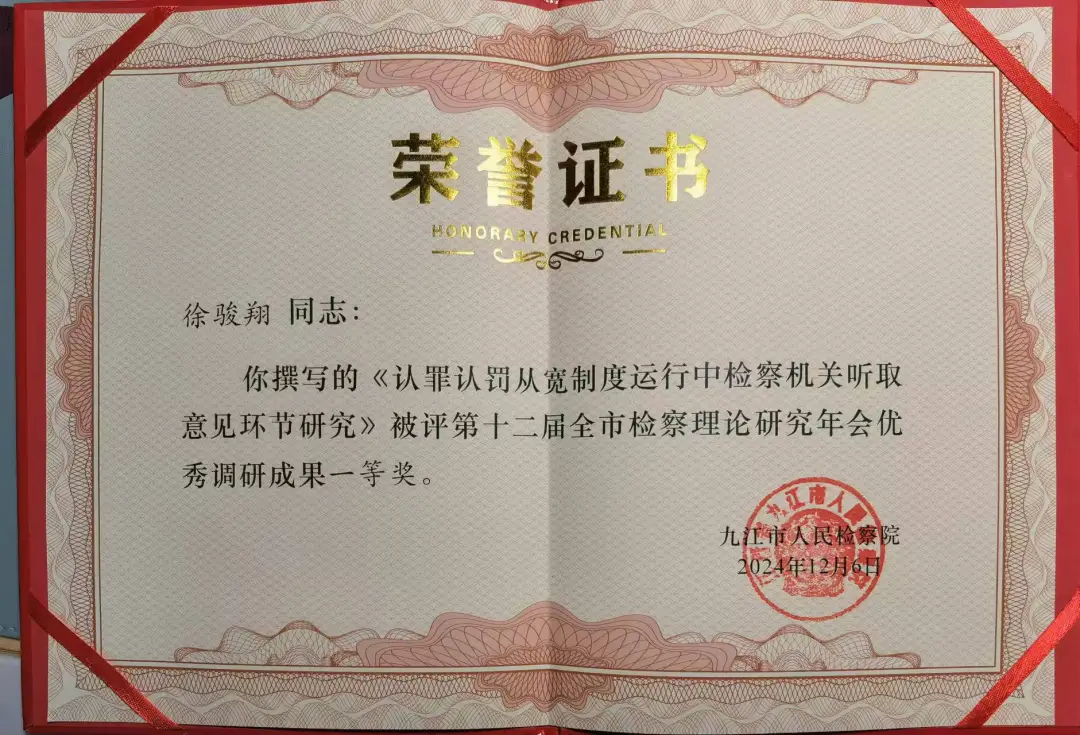 荣誉证书
HONORARY CREDENTIAL
徐骏翔 同志：
你撰写的《认罪认罚从宽制度运行中检察机关听取
意见环节研究》被评第十二届全市检察理论研究年会优
秀调研成果一等奖。
九江市人民检察院
2024年12月6日